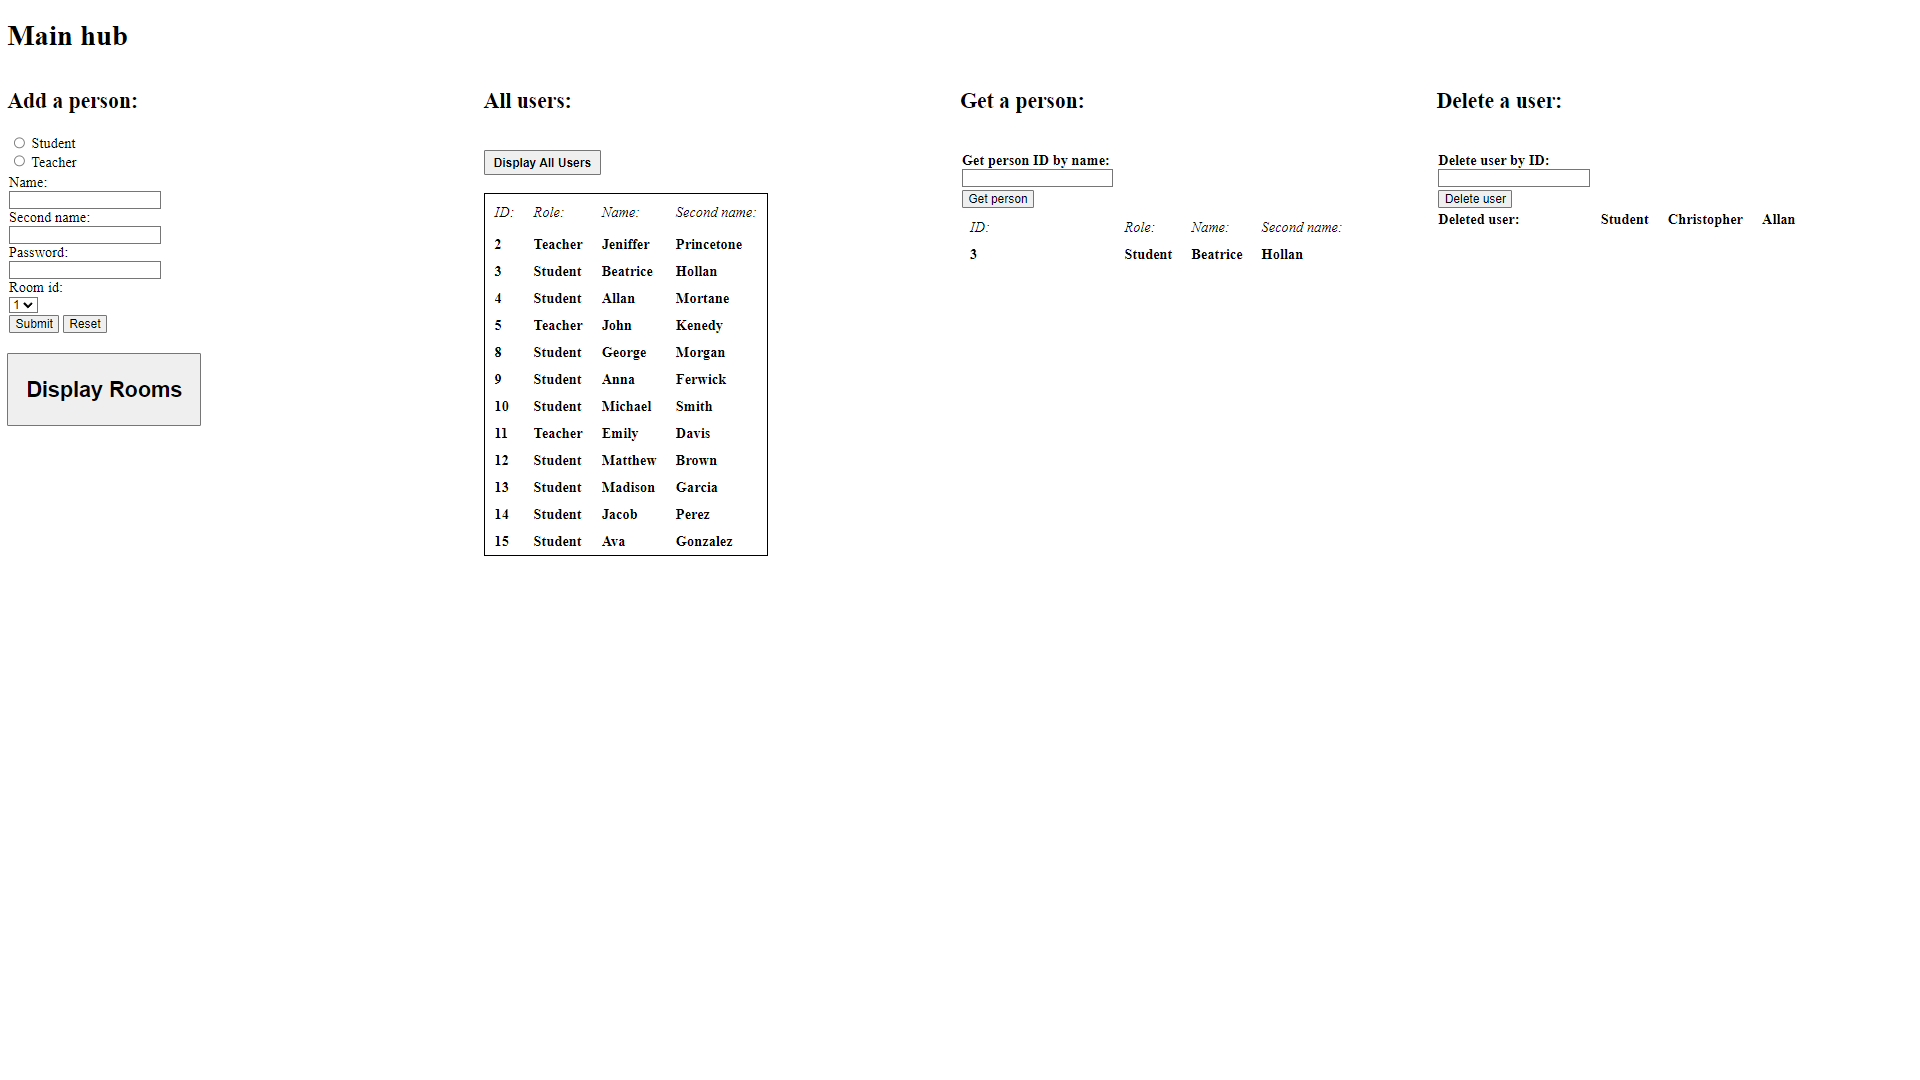 Main hub
Add a person:
Student
Teacher
Name:
Second name:
Password:
Room id:
1
Submit Reset
Display Rooms
All users:
Display All Users
ID: Role: Name: Second name:
2 Teacher Jeniffer Princetone
3 Student Beatrice Hollan
4 Student Allan Mortane
5 Teacher John Kenedy
8 Student George Morgan
9 Student Anna Ferwick
10 Student Michael Smith
11 Teacher Emily Davis
12 Student Matthew Brown
13 Student Madison Garcia
14 Student Jacob Perez
15 Student Ava Gonzalez
Get a person:
Get person ID by name:
Get person
ID: Role: Name: Second name:
3 Student Beatrice Hollan
Delete a user:
Delete user by ID:
Delete user
Deleted user: Student Christopher Allan